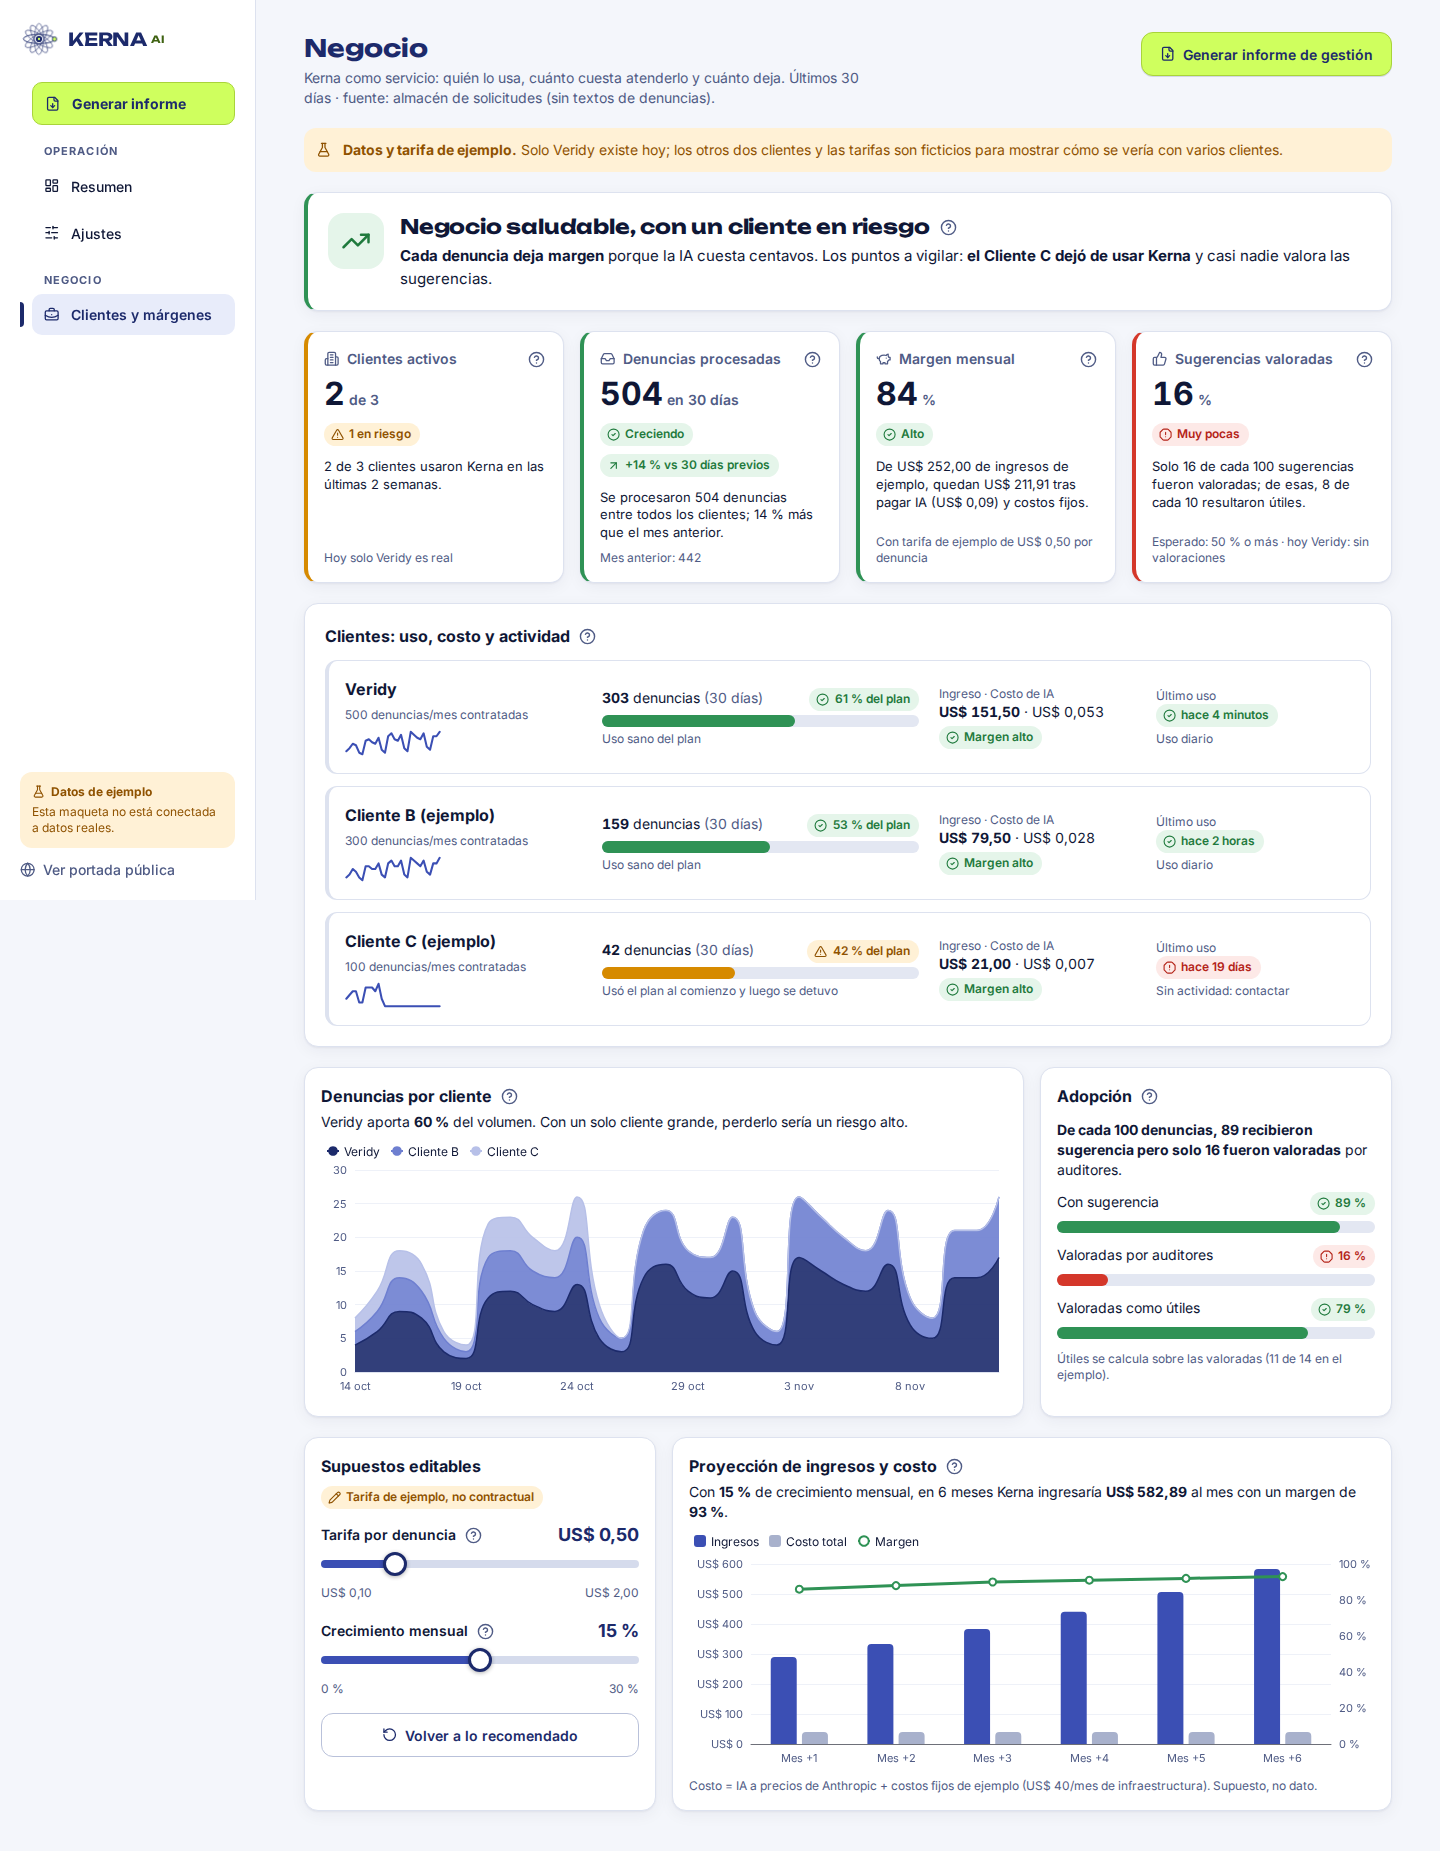 KERNA AI
Generar informe
OPERACIÓN
Resumen
Ajustes
NEGOCIO
Clientes y márgenes
Datos de ejemplo
Esta maqueta no está conectada
a datos reales.
Ver portada pública
Negocio
Kerna como servicio: quién lo usa, cuánto cuesta atenderlo y cuánto deja. Últimos 30
días · fuente: almacén de solicitudes (sin textos de denuncias).
Generar informe de gestión
Datos y tarifa de ejemplo. Solo Veridy existe hoy; los otros dos clientes y las tarifas son ficticios para mostrar cómo se vería con varios clientes.
Negocio saludable, con un cliente en riesgo
Cada denuncia deja margen porque la IA cuesta centavos. Los puntos a vigilar: el Cliente C dejó de usar Kerna y casi nadie valora las
sugerencias.
Clientes activos
2 de 3
1 en riesgo
2 de 3 clientes usaron Kerna en las
últimas 2 semanas.
Hoy solo Veridy es real
Denuncias procesadas
504 en 30 días
Creciendo
+14 % vs 30 días previos
Se procesaron 504 denuncias
entre todos los clientes; 14 % más
que el mes anterior.
Mes anterior: 442
Margen mensual
84 %
Alto
De US$ 252,00 de ingresos de
ejemplo, quedan US$ 211,91 tras
pagar IA (US$ 0,09) y costos fijos.
Con tarifa de ejemplo de US$ 0,50 por
denuncia
Sugerencias valoradas
16 %
Muy pocas
Solo 16 de cada 100 sugerencias
fueron valoradas; de esas, 8 de
cada 10 resultaron útiles.
Esperado: 50 % o más · hoy Veridy: sin
valoraciones
Clientes: uso, costo y actividad
Veridy
500 denuncias/mes contratadas
303 denuncias (30 días)
61 % del plan
Uso sano del plan
Ingreso · Costo de IA
US$ 151,50 · US$ 0,053
Margen alto
Último uso
hace 4 minutos
Uso diario
Cliente B (ejemplo)
300 denuncias/mes contratadas
159 denuncias (30 días)
53 % del plan
Uso sano del plan
Ingreso · Costo de IA
US$ 79,50 · US$ 0,028
Margen alto
Último uso
hace 2 horas
Uso diario
Cliente C (ejemplo)
100 denuncias/mes contratadas
42 denuncias (30 días)
42 % del plan
Usó el plan al comienzo y luego se detuvo
Ingreso · Costo de IA
US$ 21,00 · US$ 0,007
Margen alto
Último uso
hace 19 días
Sin actividad: contactar
Denuncias por cliente
Veridy aporta 60 % del volumen. Con un solo cliente grande, perderlo sería un riesgo alto.
Veridy Cliente B Cliente C
30
25
20
15
10
5
0
14 oct 19 oct 24 oct 29 oct 3 nov 8 nov
Adopción
De cada 100 denuncias, 89 recibieron
sugerencia pero solo 16 fueron valoradas por
auditores.
Con sugerencia 89 %
Valoradas por auditores 16 %
Valoradas como útiles 79 %
Útiles se calcula sobre las valoradas (11 de 14 en el
ejemplo).
Supuestos editables
Tarifa de ejemplo, no contractual
Tarifa por denuncia US$ 0,50
US$ 0,10 US$ 2,00
Crecimiento mensual 15 %
0 % 30 %
Volver a lo recomendado
Proyección de ingresos y costo
Con 15 % de crecimiento mensual, en 6 meses Kerna ingresaría US$ 582,89 al mes con un margen de
93 %.
Ingresos Costo total Margen
US$ 600 100 %
US$ 500
80 %
US$ 400
60 %
US$ 300
40 %
US$ 200
20 %
US$ 100
US$ 0 0 %
Mes +1 Mes +2 Mes +3 Mes +4 Mes +5 Mes +6
Costo = IA a precios de Anthropic + costos fijos de ejemplo (US$ 40/mes de infraestructura). Supuesto, no dato.